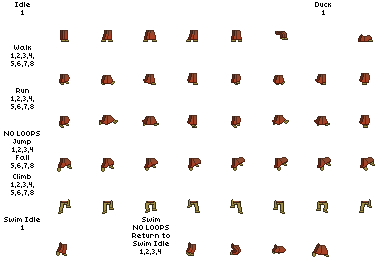 Idle
1
Duck
1
Walk
1,2,3,4,
5,6,7,8
Run
1,2,3,4,
5,6,7,8
NO LOOPS
Jump
1,2,3,4
Fall
5,6,7,8
Climb
1,2,3,4,
5,6,7,8
Swim Idle
1
Swim
NO LOOPS
Return to
Swim Idle
1,2,3,4